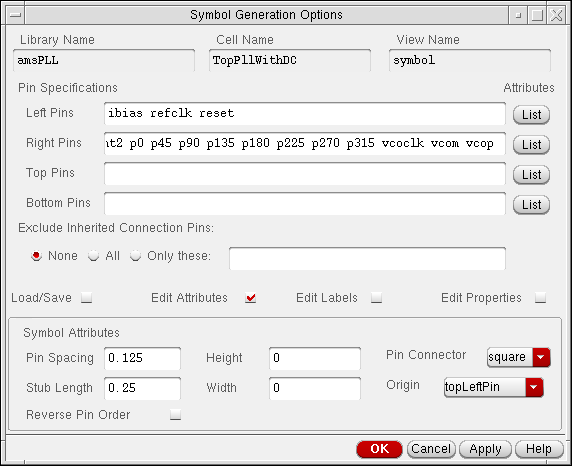 Symbol Generation Options
Library Name Cell Name View Name
amsPLL TopPllWithDC symbol
Pin Specifications Attributes
Left Pins ibias refclk reset List
Right Pins p0 p45 p90 p135 p180 p225 p270 p315 vcoclk vcom vcop List
Top Pins List
Bottom Pins List
Exclude Inherited Connection Pins:
None All Only these:
Load/Save Edit Attributes Edit Labels Edit Properties
Symbol Attributes
Pin Spacing 0.125 Height 0 Pin Connector square
Stub Length 0.25 Width 0 Origin topLeftPin
Reverse Pin Order
OK Cancel Apply Help